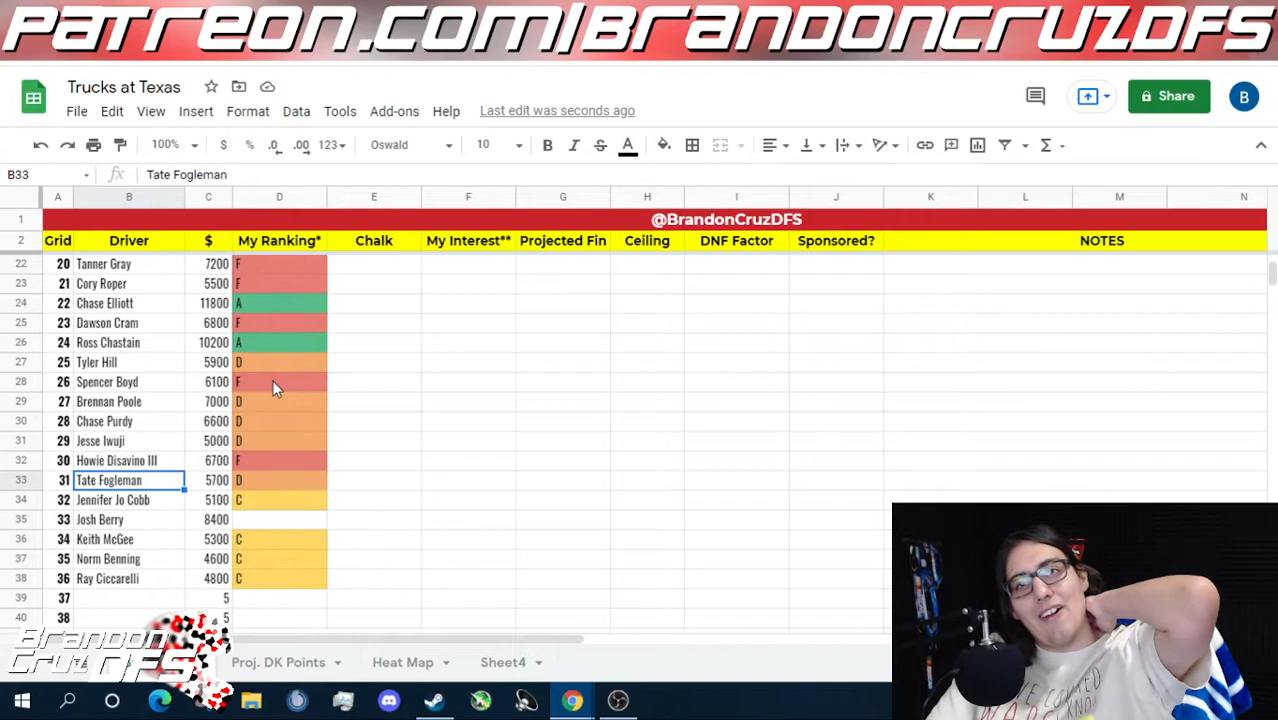 Patreon.com/BrandonCruzDFS
Trucks at Texas
File Edit View Insert Format Data Tools Add-ons Help Last edit was seconds ago
Share
B
100% $ % .0 .00 123 Oswald 10 B I S A
B33 fx Tate Fogleman
A B C D E F G H I J K L M N
1 @BrandonCruzDFS
2 Grid Driver $ My Ranking* Chalk My Interest** Projected Fin Ceiling DNF Factor Sponsored? NOTES
22 20 Tanner Gray 7200 F
23 21 Cory Roper 5500 F
24 22 Chase Elliott 11800 A
25 23 Dawson Cram 6800 F
26 24 Ross Chastain 10200 A
27 25 Tyler Hill 5900 D
28 26 Spencer Boyd 6100 F
29 27 Brennan Poole 7000 D
30 28 Chase Purdy 6600 D
31 29 Jesse Iwuji 5000 D
32 30 Howie Disavino III 6700 F
33 31 Tate Fogleman 5700 D
34 32 Jennifer Jo Cobb 5100 C
35 33 Josh Berry 8400
36 34 Keith McGee 5300 C
37 35 Norm Benning 4600 C
38 36 Ray Ciccarelli 4800 C
39 37 5
40 38 5
Brandon
CruzDFS
Proj. DK Points Heat Map Sheet4